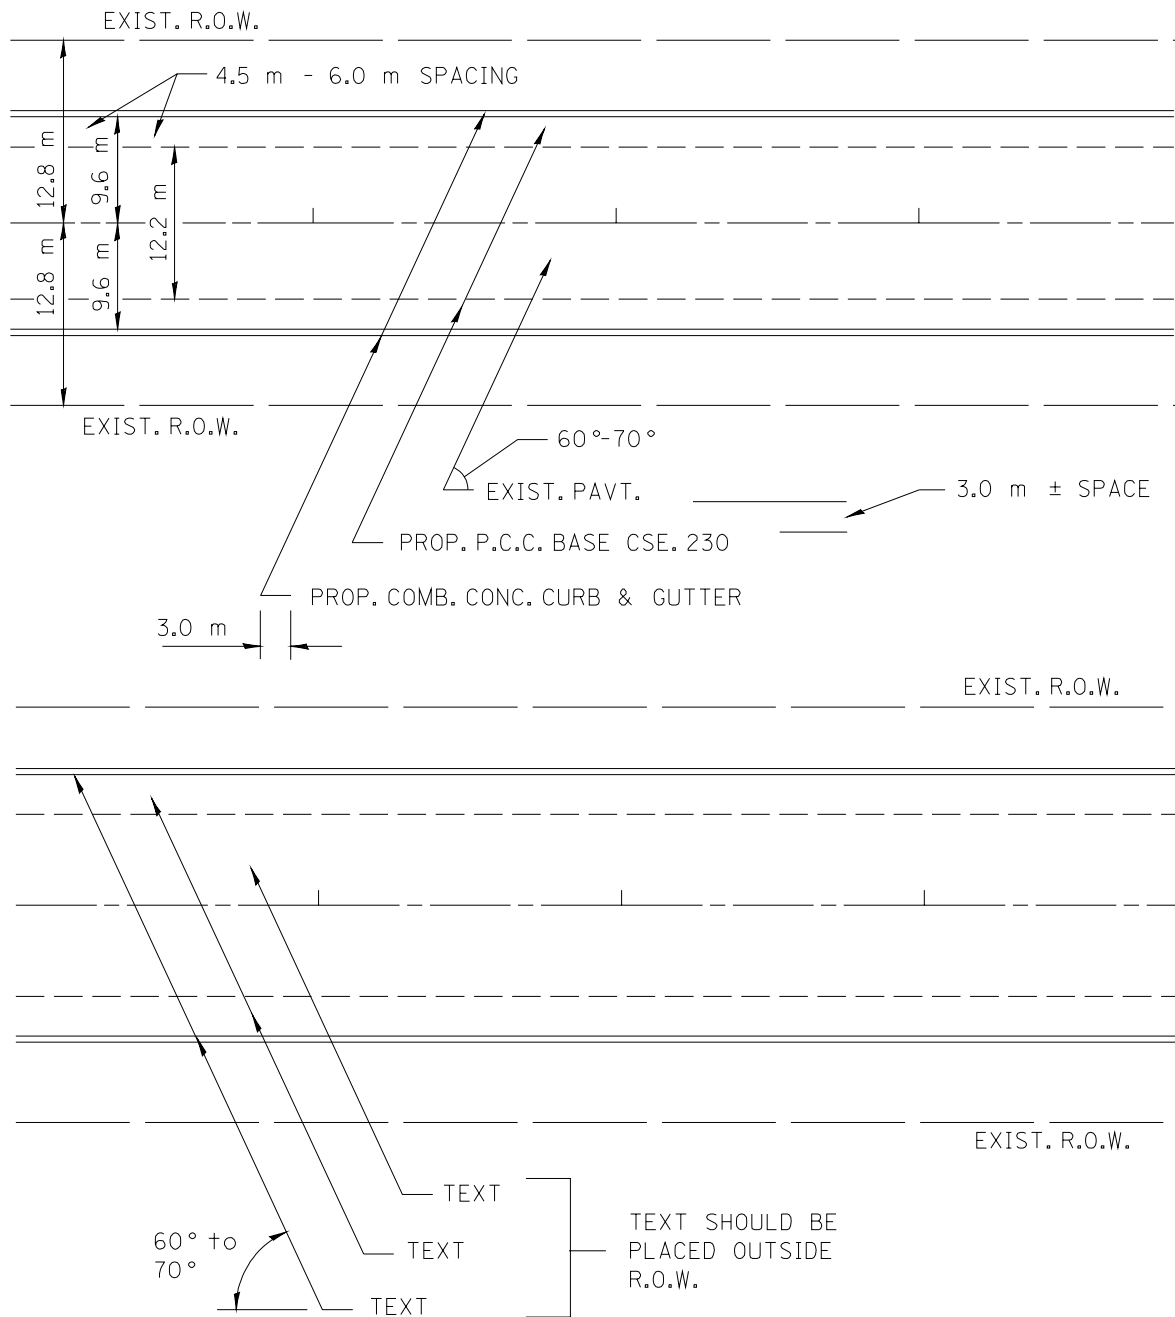 EXIST. R.O.W.
4.5 m - 6.0 m SPACING
12.8 m
9.6 m
12.2 m
12.8 m
9.6 m
EXIST. R.O.W.
60°-70°
EXIST. PAVT.
3.0 m ± SPACE
PROP. P.C.C. BASE CSE. 230
PROP. COMB. CONC. CURB & GUTTER
3.0 m
EXIST. R.O.W.
EXIST. R.O.W.
TEXT
60° to
70°
TEXT
TEXT
TEXT SHOULD BE
PLACED OUTSIDE
R.O.W.